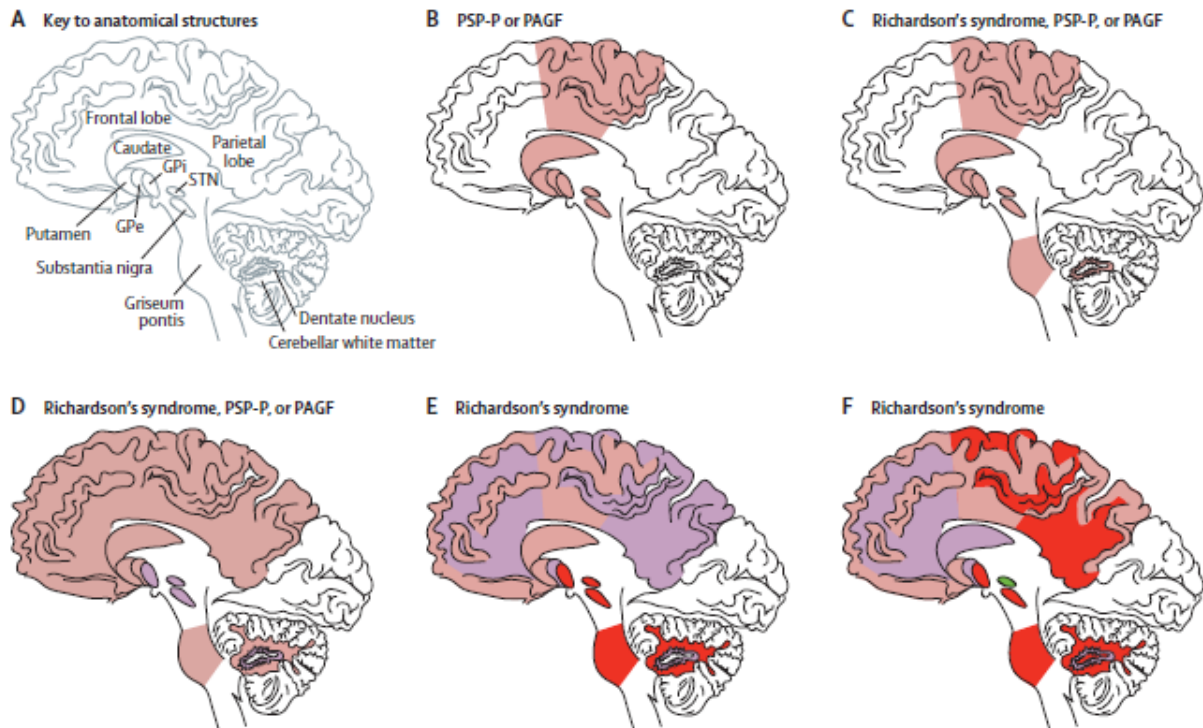 A Key to anatomical structures
B PSP-P or PAGF
C Richardson's syndrome, PSP-P, or PAGF
Frontal lobe
Caudate
Parietal
lobe
GPi
STN
Putamen
GPe
Substantia nigra
Griseum
pontis
Dentate nucleus
Cerebellar white matter
D Richardson's syndrome, PSP-P, or PAGF
E Richardson's syndrome
F Richardson's syndrome